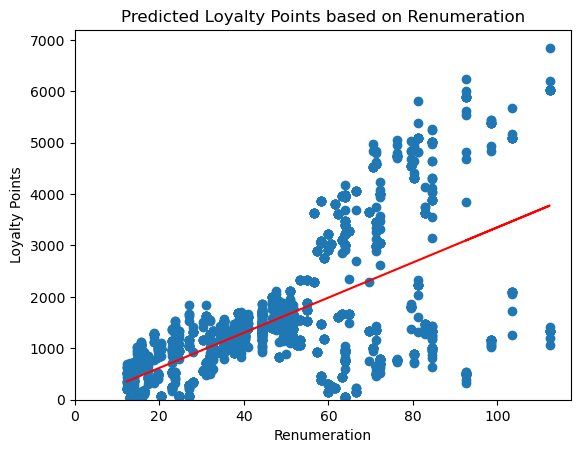 Predicted Loyalty Points based on Renumeration
7000
6000
5000
4000
3000
2000
1000
0
Loyalty Points
0 20 40 60 80 100
Renumeration